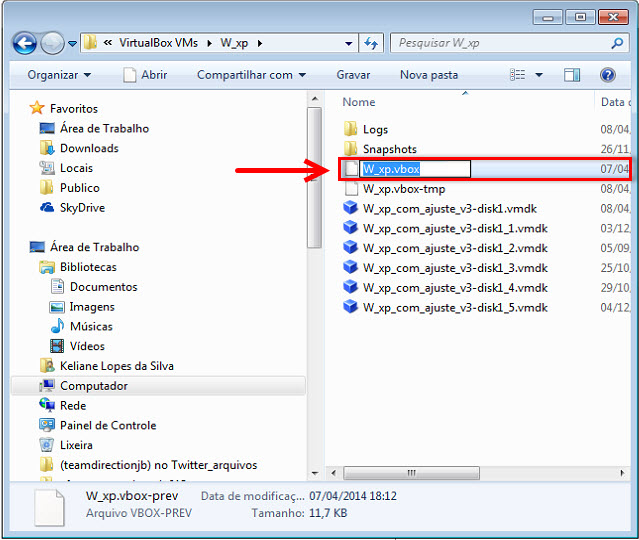 « VirtualBox VMs W_xp
Pesquisar W_xp
Organizar Abrir Compartilhar com Gravar Nova pasta
Favoritos
Área de Trabalho
Downloads
Locais
Publico
SkyDrive
Área de Trabalho
Bibliotecas
Documentos
Imagens
Músicas
Vídeos
Keliane Lopes da Silva
Computador
Rede
Painel de Controle
Lixeira
(teamdirectionjb) no Twitter_arquivos
Nome Data d
Logs 08/04,
Snapshots 26/11,
W_xp.vbox 07/04
W_xp.vbox-tmp 08/04,
W_xp_com_ajuste_v3-disk1.vmdk 08/04,
W_xp_com_ajuste_v3-disk1_1.vmdk 03/12,
W_xp_com_ajuste_v3-disk1_2.vmdk 05/09,
W_xp_com_ajuste_v3-disk1_3.vmdk 25/10,
W_xp_com_ajuste_v3-disk1_4.vmdk 29/10,
W_xp_com_ajuste_v3-disk1_5.vmdk 04/12,
W_xp.vbox-prev Data de modificaç... 07/04/2014 18:12
Arquivo VBOX-PREV Tamanho: 11,7 KB